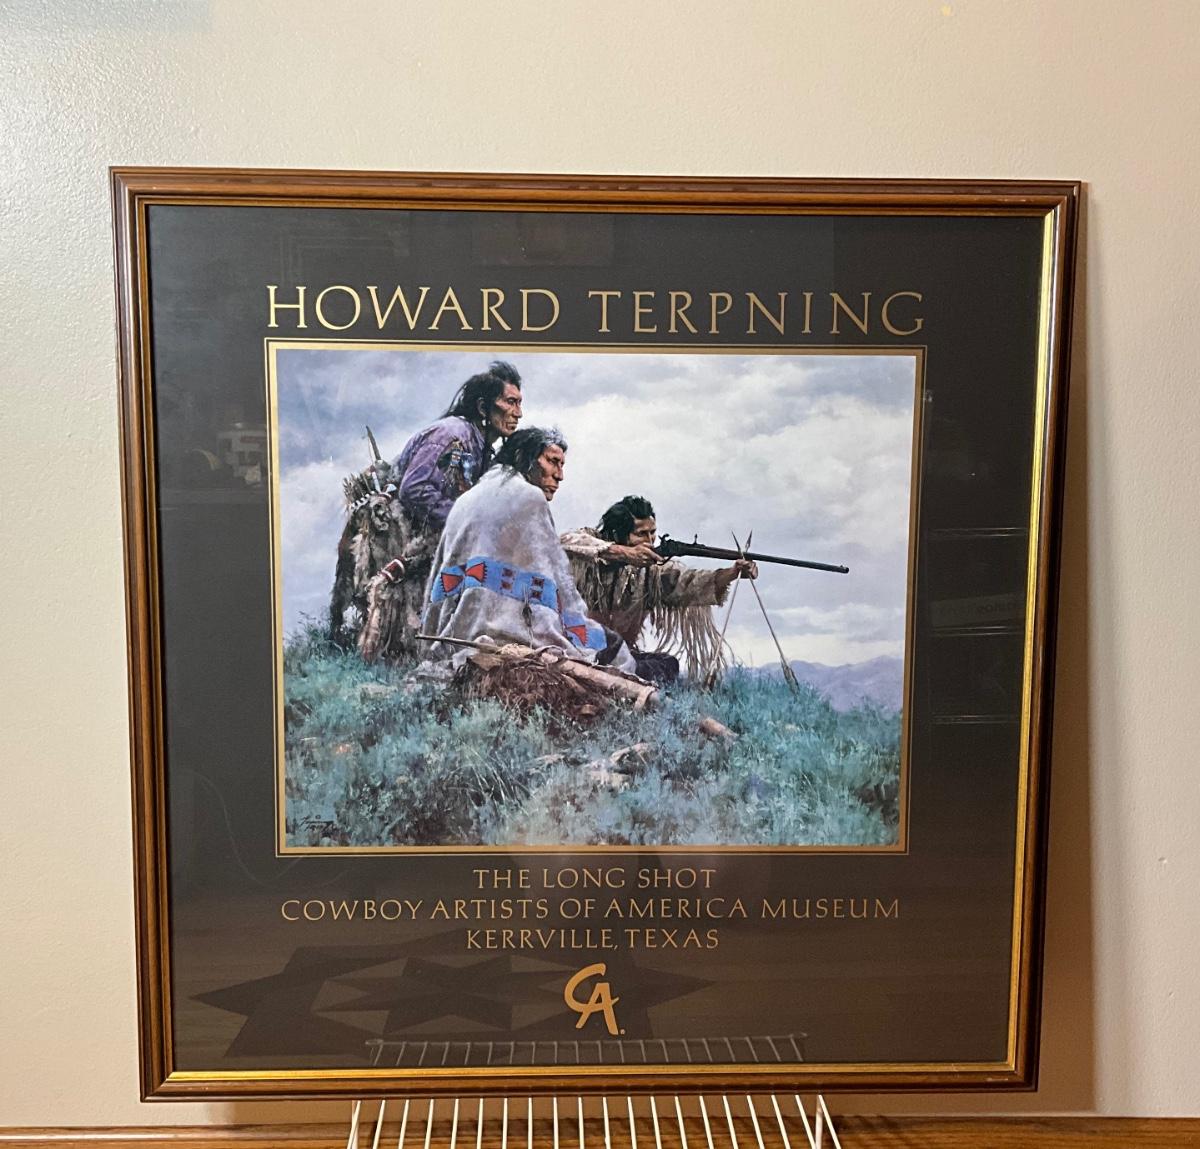 HOWARD TERPNING
THE LONG SHOT
COWBOY ARTISTS OF AMERICA MUSEUM
KERRVILLE, TEXAS
CA.